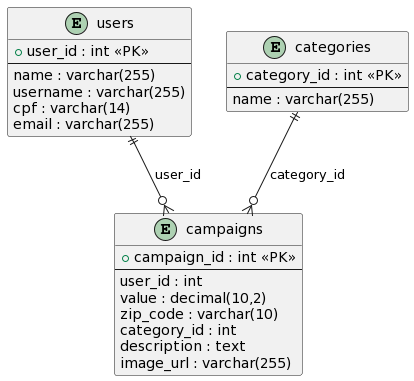 E users
user_id : int «PK»
name : varchar(255)
username : varchar(255)
cpf : varchar(14)
email : varchar(255)
E categories
category_id : int «PK»
name : varchar(255)
user_id
category_id
E campaigns
campaign_id : int «PK»
user_id : int
value : decimal(10,2)
zip_code : varchar(10)
category_id : int
description : text
image_url : varchar(255)